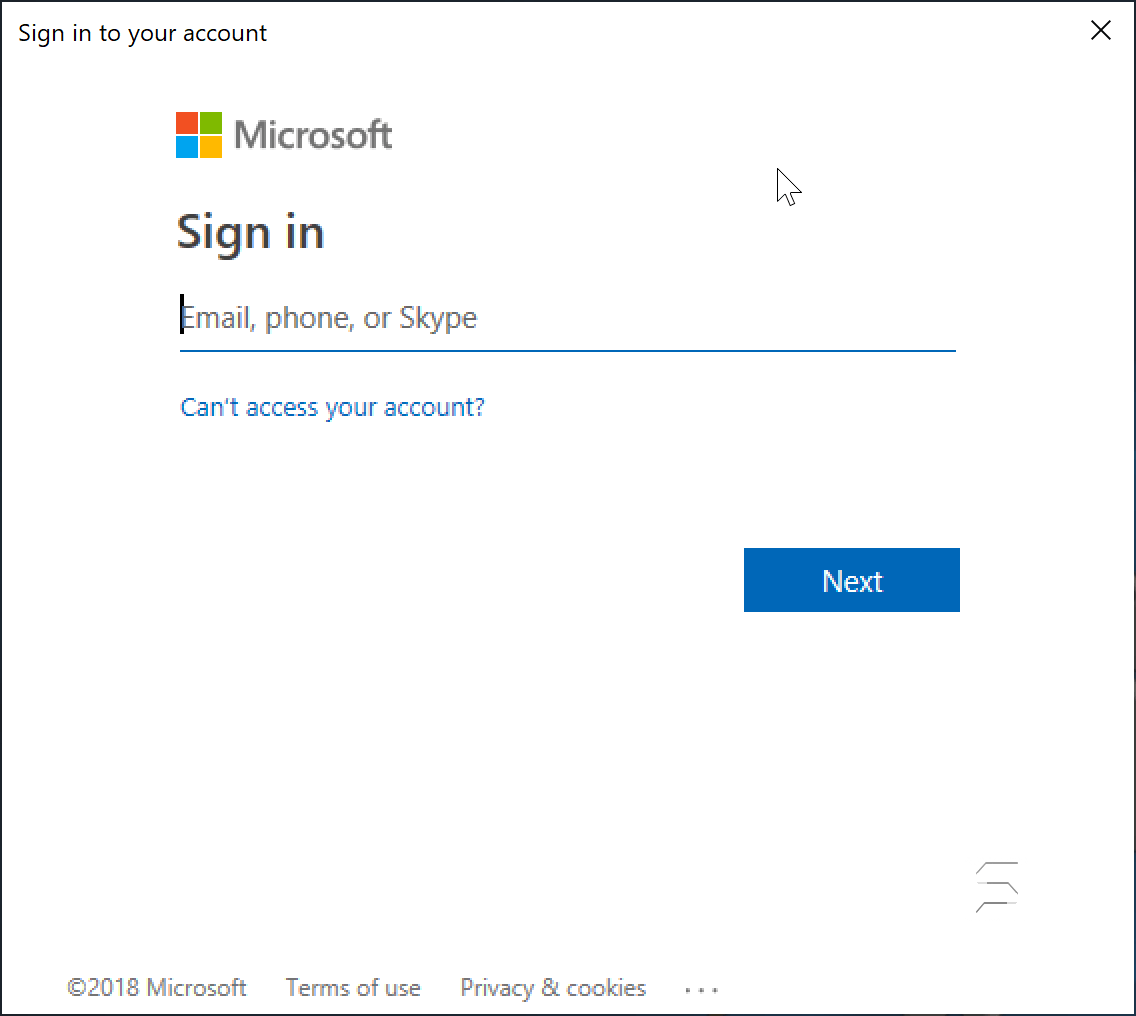 Sign in to your account
Microsoft
Sign in
Email, phone, or Skype
Can't access your account?
Next
©2018 Microsoft Terms of use Privacy & cookies ...